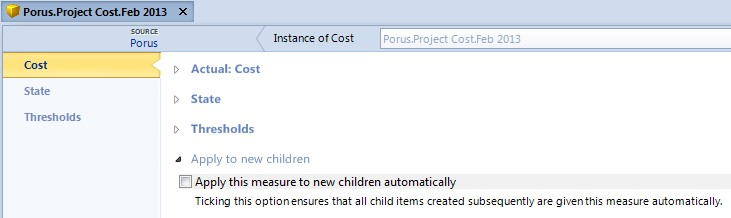 Porus.Project Cost.Feb 2013
SOURCE
Porus
Instance of Cost
Porus.Project Cost.Feb 2013
Cost
State
Thresholds
Actual: Cost
State
Thresholds
Apply to new children
Apply this measure to new children automatically
Ticking this option ensures that all child items created subsequently are given this measure automatically.